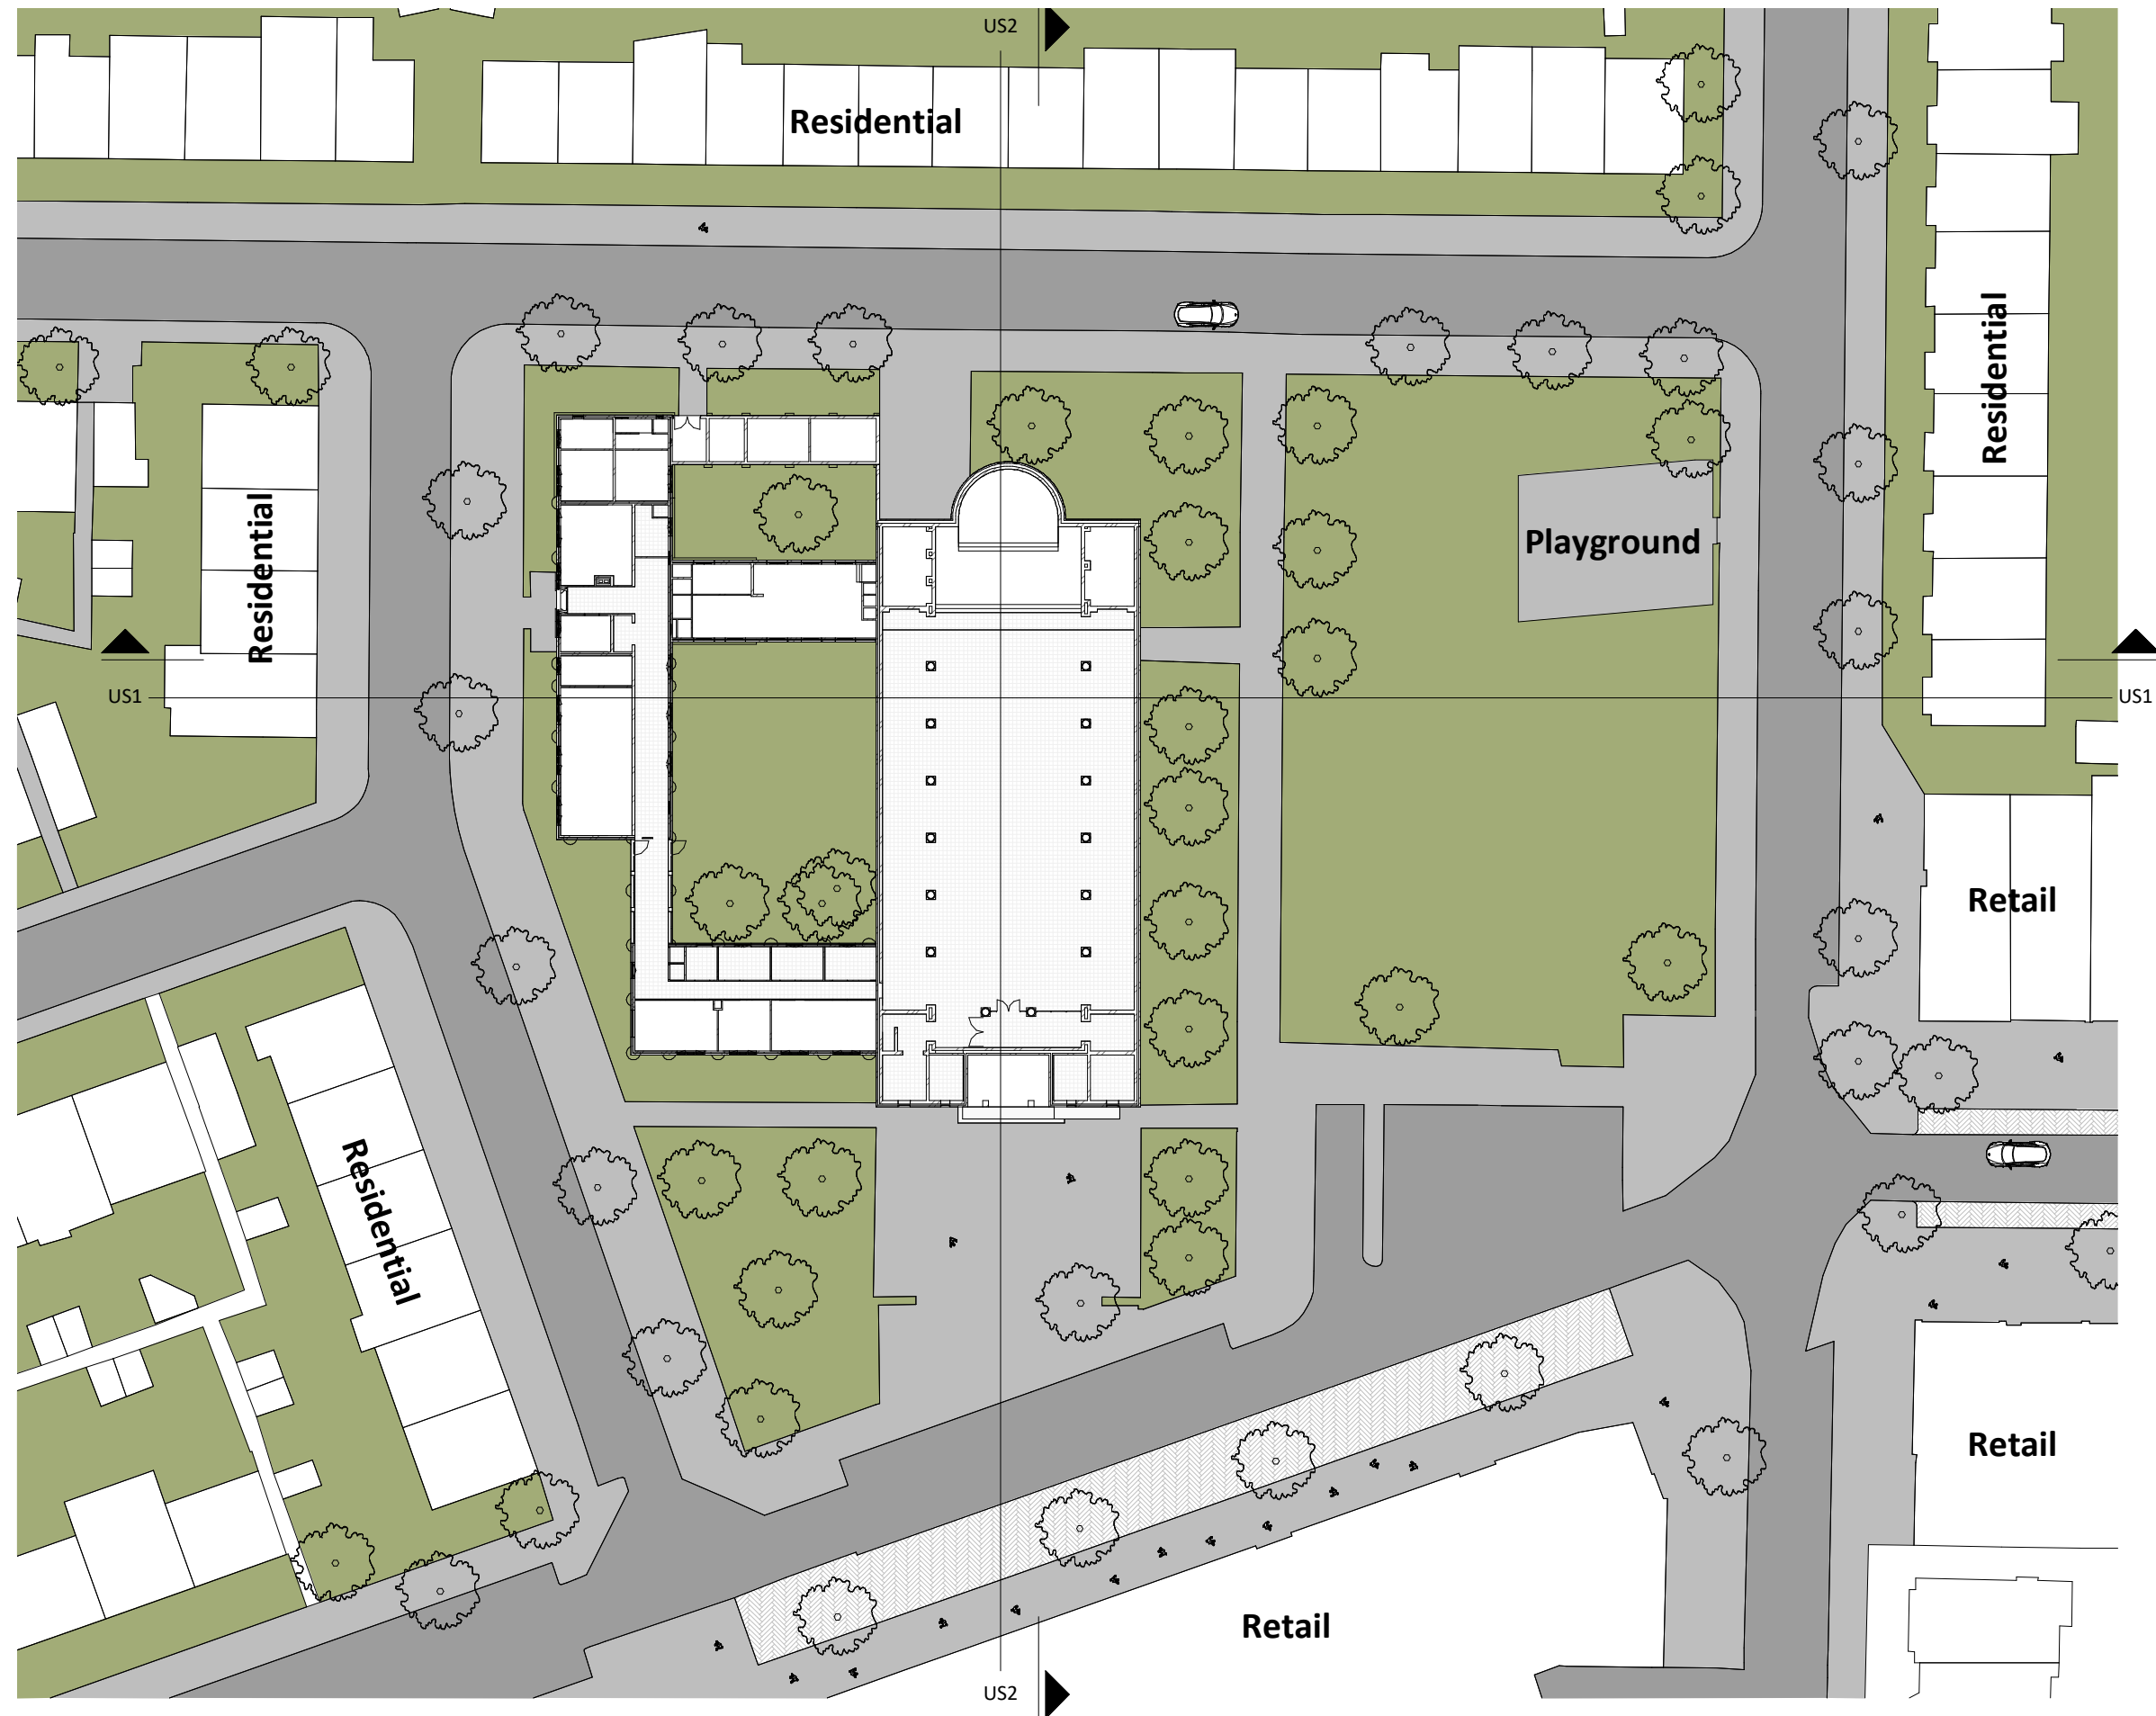 US2
Residential
Residential
Residential
Playground
US1
US1
Retail
Residential
Retail
Retail
US2